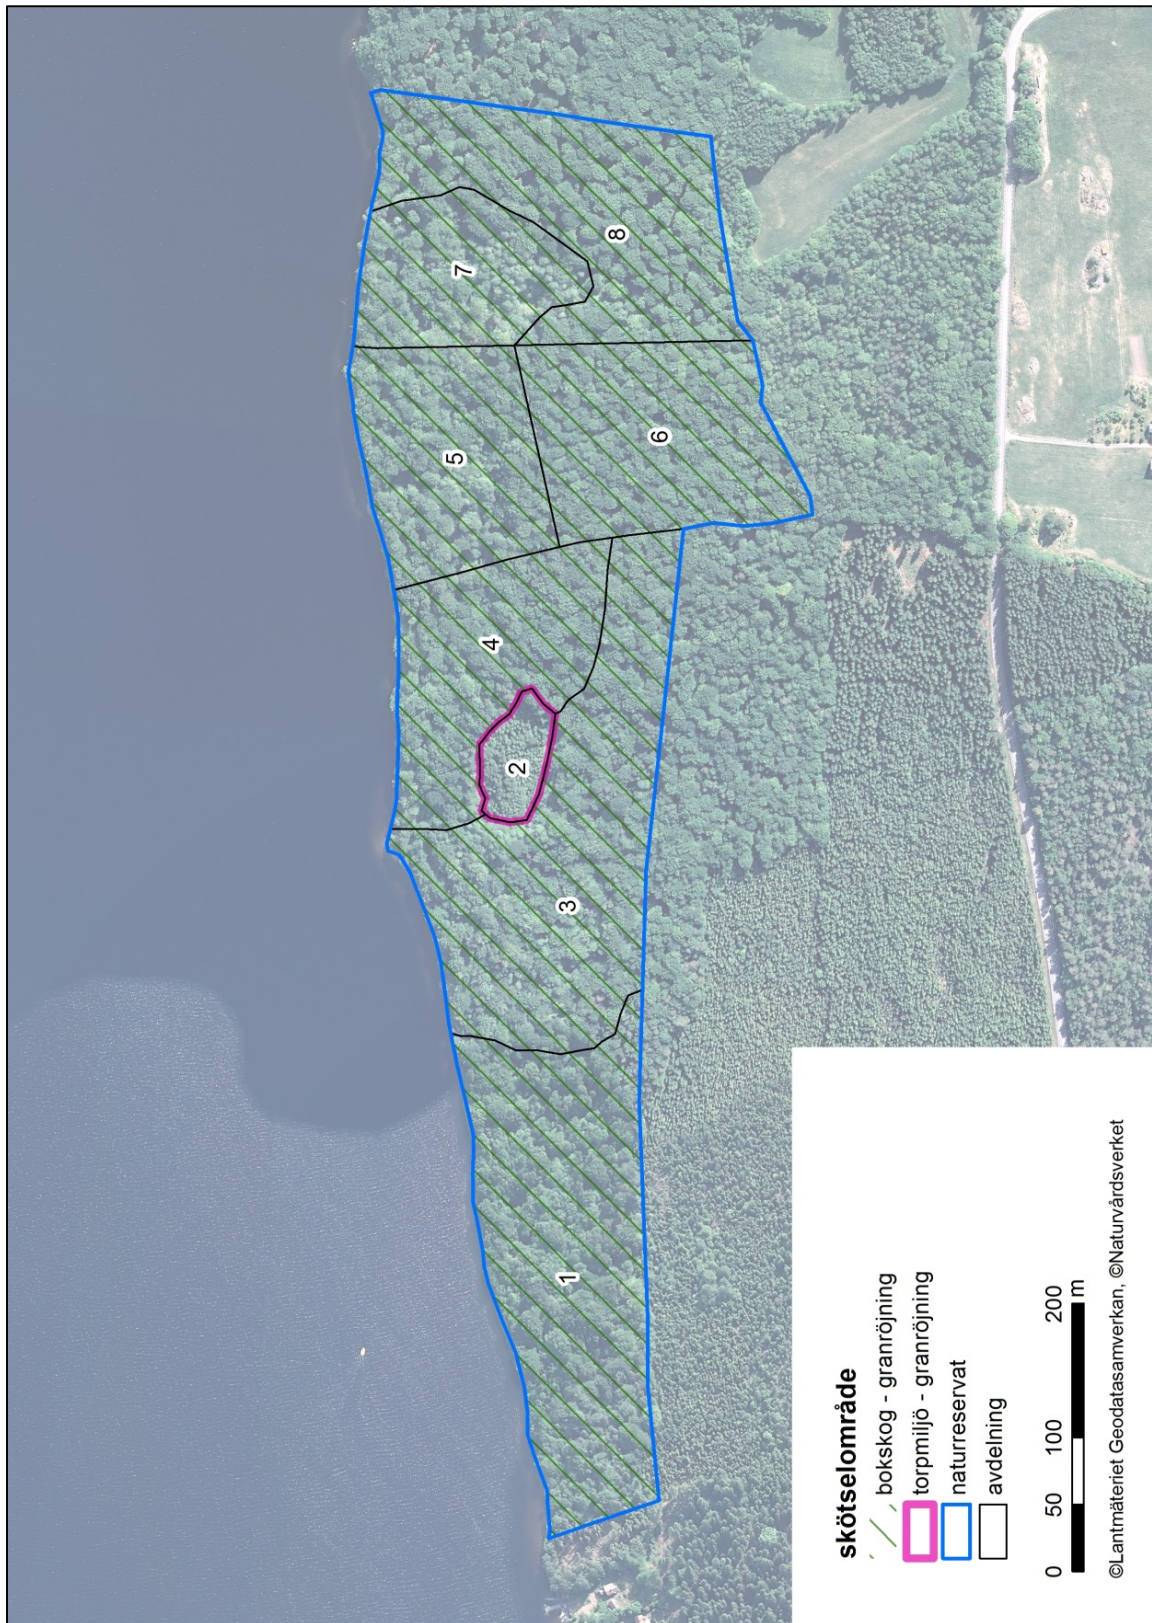 1
2
3
4
5
6
7
8
skötselområde
bokskog - granröjning
torpmiljö - granröjning
naturreservat
avdelning
0 50 100 200
m
©Lantmäteriet Geodatasamverkan, ©Naturvårdsverket